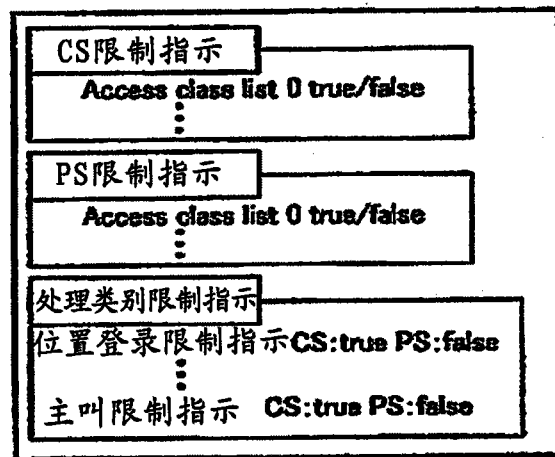 CS限制指示
Access class list 0 true/false
PS限制指示
Access class list 0 true/false
处理类别限制指示
位置登录限制指示CS:true PS:false
主叫限制指示 CS:true PS:false